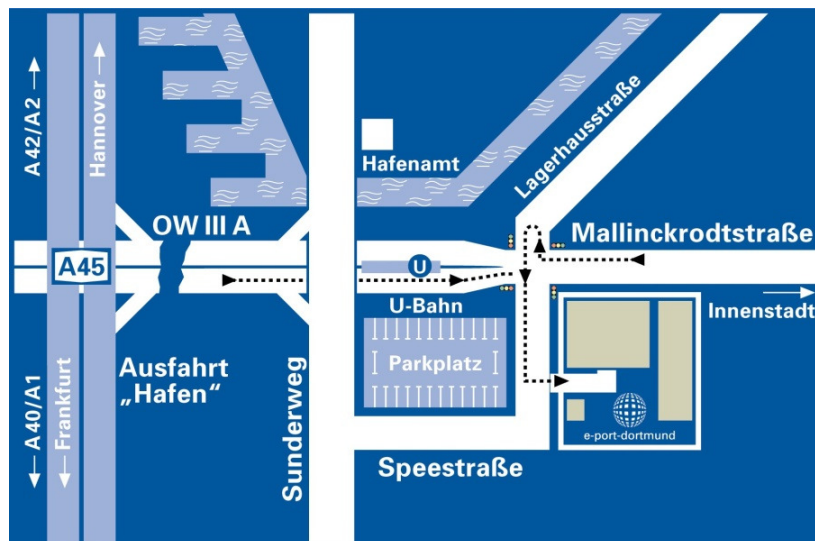 A42/A2
Hannover
Hafenamt
Lagerhausstraße
OW III A
Mallinckrodtstraße
A45
U
U-Bahn
Innenstadt
Ausfahrt
„Hafen“
Parkplatz
A40/A1
Frankfurt
Sunderweg
e-port-dortmund
Speestraße